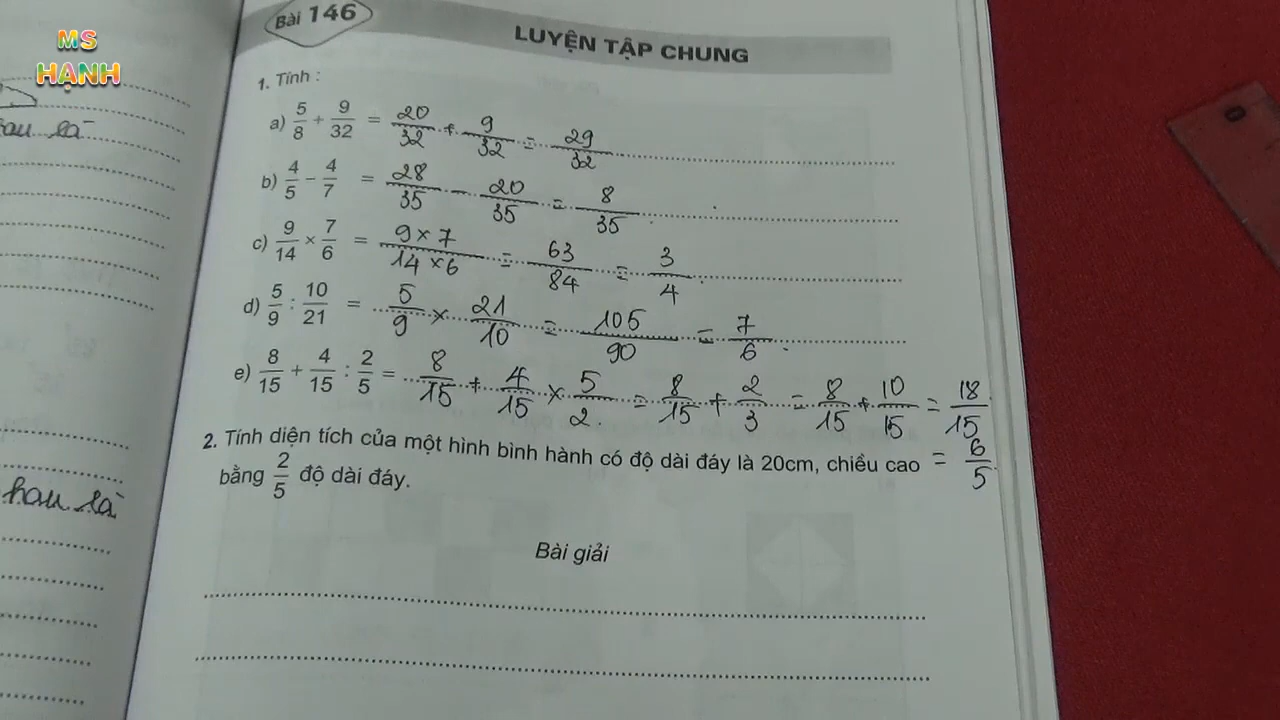 MS
HẠNH
Bài 146
LUYỆN TẬP CHUNG
1. Tính :
a) 5/8 + 9/32 = 20/32 + 9/32 = 29/32
b) 4/5 − 4/7 = 28/35 − 20/35 = 8/35
c) 9/14 × 7/6 = 9 × 7/14 × 6 = 63/84 = 3/4
d) 5/9 : 10/21 = 5/9 × 21/10 = 105/90 = 7/6
e) 8/15 + 4/15 : 2/5 = 8/15 + 4/15 × 5/2 = 8/15 + 2/3 = 8/15 + 10/15 = 18/15
= 6/5
2. Tính diện tích của một hình bình hành có độ dài đáy là 20cm, chiều cao
bằng 2/5 độ dài đáy.
Bài giải
hau là